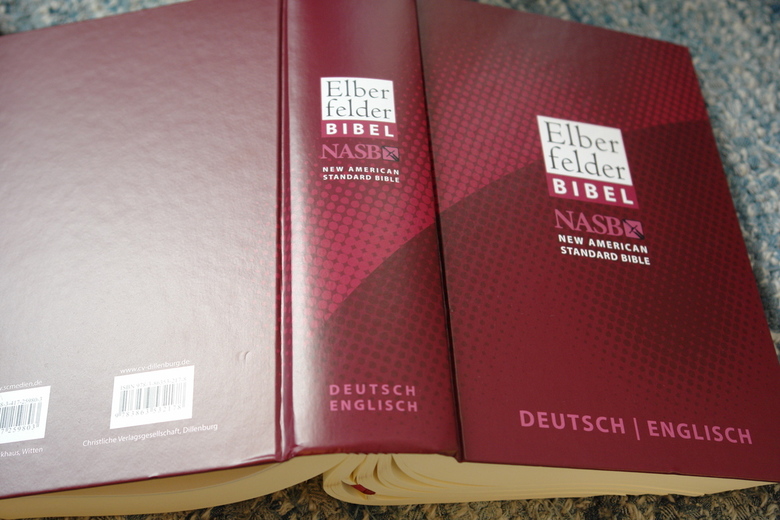 www.cv-dillenburg.de
Christliche Verlagsgesellschaft, Dillenburg
Witten
Elber
felder
BIBEL
NASB
NEW AMERICAN
STANDARD BIBLE
DEUTSCH
ENGLISCH
Elber
felder
BIBEL
NASB
NEW AMERICAN
STANDARD BIBLE
DEUTSCH | ENGLISCH